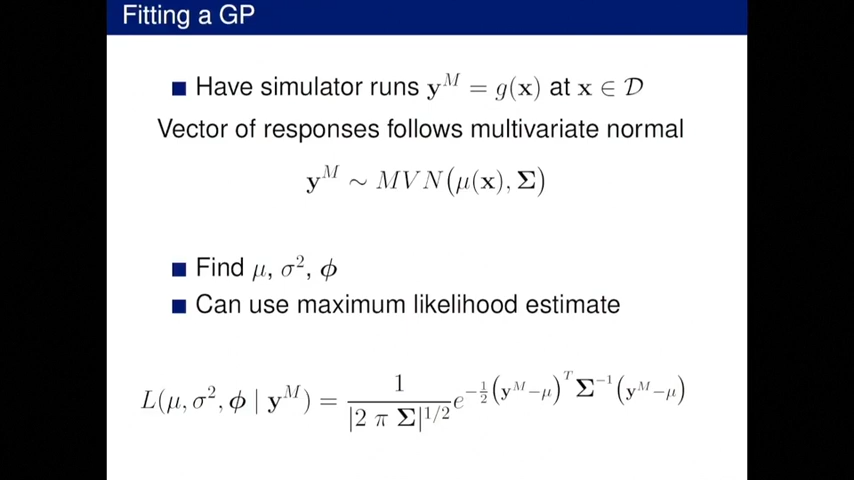 Fitting a GP
Have simulator runs y^M = g(x) at x ∈ D
Vector of responses follows multivariate normal
y^M ∼ MVN(μ(x), Σ)
Find μ, σ², ϕ
Can use maximum likelihood estimate
L(μ, σ², ϕ | y^M) = 1 / |2 π Σ|^{1/2} e^{-1/2 (y^M−μ)^T Σ^{−1} (y^M−μ)}